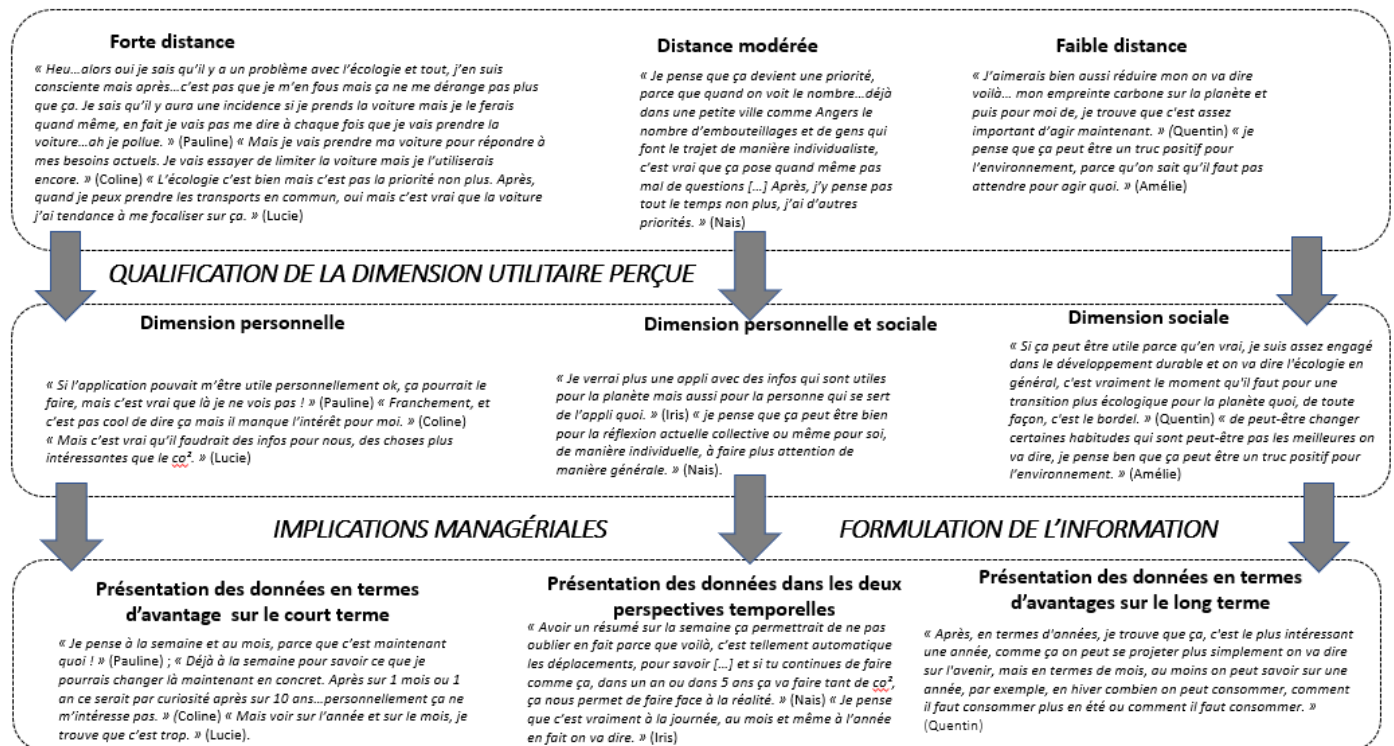 Forte distance
« Heu...alors oui je sais qu'il y a un problème avec l'écologie et tout, j'en suis
consciente mais après...c'est pas que je m'en fous mais ça ne me dérange pas plus
que ça. Je sais qu'il y aura une incidence si je prends la voiture mais je le ferais
quand même, en fait je vais pas me dire à chaque fois que je vais prendre la
voiture...ah je pollue. » (Pauline) « Mais je vais prendre ma voiture pour répondre à
mes besoins actuels. Je vais essayer de limiter la voiture mais je l'utiliserais
encore. » (Coline) « L'écologie c'est bien mais c'est pas la priorité non plus. Après,
quand je peux prendre les transports en commun, oui mais c'est vrai que la voiture
j'ai tendance à me focaliser sur ça. » (Lucie)
Distance modérée
« Je pense que ça devient une priorité,
parce que quand on voit le nombre...déjà
dans une petite ville comme Angers le
nombre d'embouteillages et de gens qui
font le trajet de manière individualiste,
c'est vrai que ça pose quand même pas
mal de questions [...] Après, j'y pense pas
tout le temps non plus, j'ai d'autres
priorités. » (Nais)
Faible distance
« J'aimerais bien aussi réduire mon on va dire
voilà... mon empreinte carbone sur la planète et
puis pour moi de, je trouve que c'est assez
important d'agir maintenant. » (Quentin) « je
pense que ça peut être un truc positif pour
l'environnement, parce qu'on sait qu'il faut pas
attendre pour agir quoi. » (Amélie)
QUALIFICATION DE LA DIMENSION UTILITAIRE PERÇUE
Dimension personnelle
« Si l'application pouvait m'être utile personnellement ok, ça pourrait le
faire, mais c'est vrai que là je ne vois pas ! » (Pauline) « Franchement, et
c'est pas cool de dire ça mais il manque l'intérêt pour moi. » (Coline)
« Mais c'est vrai qu'il faudrait des infos pour nous, des choses plus
intéressantes que le co². » (Lucie)
Dimension personnelle et sociale
« Je verrai plus une appli avec des infos qui sont utiles
pour la planète mais aussi pour la personne qui se sert
de l'appli quoi. » (Iris) « je pense que ça peut être bien
pour la réflexion actuelle collective ou même pour soi,
de manière individuelle, à faire plus attention de
manière générale. » (Nais).
Dimension sociale
« Si ça peut être utile parce qu'en vrai, je suis assez engagé
dans le développement durable et on va dire l'écologie en
général, c'est vraiment le moment qu'il faut pour une
transition plus écologique pour la planète quoi, de toute
façon, c'est le bordel. » (Quentin) « de peut-être changer
certaines habitudes qui sont peut-être pas les meilleures on
va dire, je pense ben que ça peut être un truc positif pour
l'environnement. » (Amélie)
IMPLICATIONS MANAGÉRIALES
FORMULATION DE L'INFORMATION
Présentation des données en termes
d'avantage sur le court terme
« Je pense à la semaine et au mois, parce que c'est maintenant
quoi ! » (Pauline) ; « Déjà à la semaine pour savoir ce que je
pourrais changer là maintenant en concret. Après sur 1 mois ou 1
an ce serait par curiosité après sur 10 ans...personnellement ça ne
m'intéresse pas. » (Coline) « Mais voir sur l'année et sur le mois, je
trouve que c'est trop. » (Lucie).
Présentation des données dans les deux
perspectives temporelles
« Avoir un résumé sur la semaine ça permettrait de ne pas
oublier en fait parce que voilà, c'est tellement automatique
les déplacements, pour savoir [...] et si tu continues de faire
comme ça, dans un an ou dans 5 ans ça va faire tant de co²,
ça nous permet de faire face à la réalité. » (Nais) « Je pense
que c'est vraiment à la journée, au mois et même à l'année
en fait on va dire. » (Iris)
Présentation des données en termes
d'avantages sur le long terme
« Après, en termes d'années, je trouve que ça, c'est le plus intéressant
une année, comme ça on peut se projeter plus simplement on va dire
sur l'avenir, mais en termes de mois, au moins on peut savoir sur une
année, par exemple, en hiver combien on peut consommer, comment
il faut consommer plus en été ou comment il faut consommer. »
(Quentin)